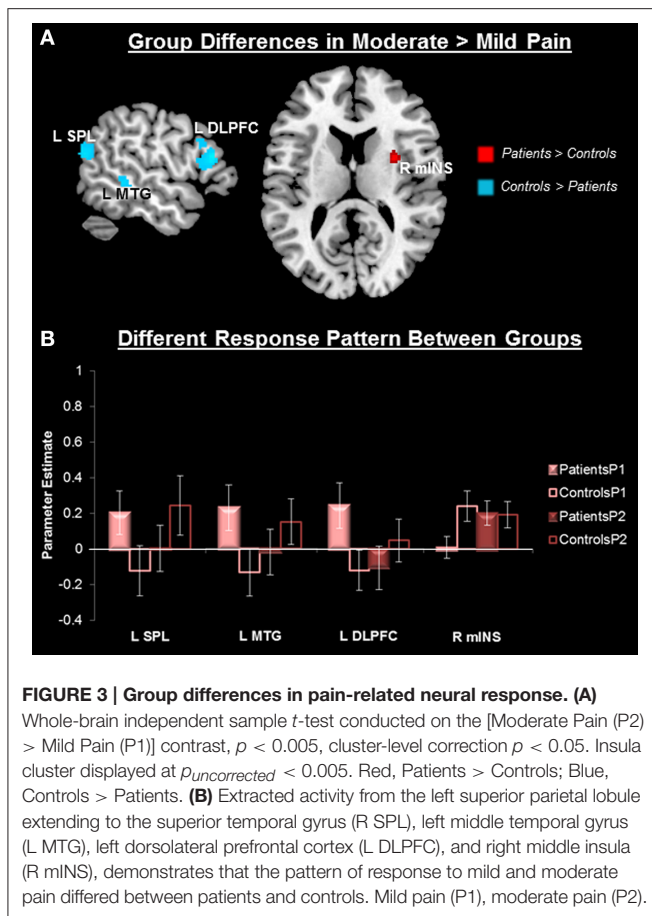 A
Group Differences in Moderate > Mild Pain
L SPL
L DLPFC
L MTG
R mINS
Patients > Controls
Controls > Patients
B
Different Response Pattern Between Groups
Parameter Estimate
1
0.8
0.6
0.4
0.2
0
-0.2
-0.4
L SPL
L MTG
L DLPFC
R mINS
PatientsP1
ControlsP1
PatientsP2
ControlsP2
FIGURE 3 | Group differences in pain-related neural response. (A)
Whole-brain independent sample t-test conducted on the [Moderate Pain (P2)
> Mild Pain (P1)] contrast, p < 0.005, cluster-level correction p < 0.05. Insula
cluster displayed at puncorrected < 0.005. Red, Patients > Controls; Blue,
Controls > Patients. (B) Extracted activity from the left superior parietal lobule
extending to the superior temporal gyrus (R SPL), left middle temporal gyrus
(L MTG), left dorsolateral prefrontal cortex (L DLPFC), and right middle insula
(R mINS), demonstrates that the pattern of response to mild and moderate
pain differed between patients and controls. Mild pain (P1), moderate pain (P2).